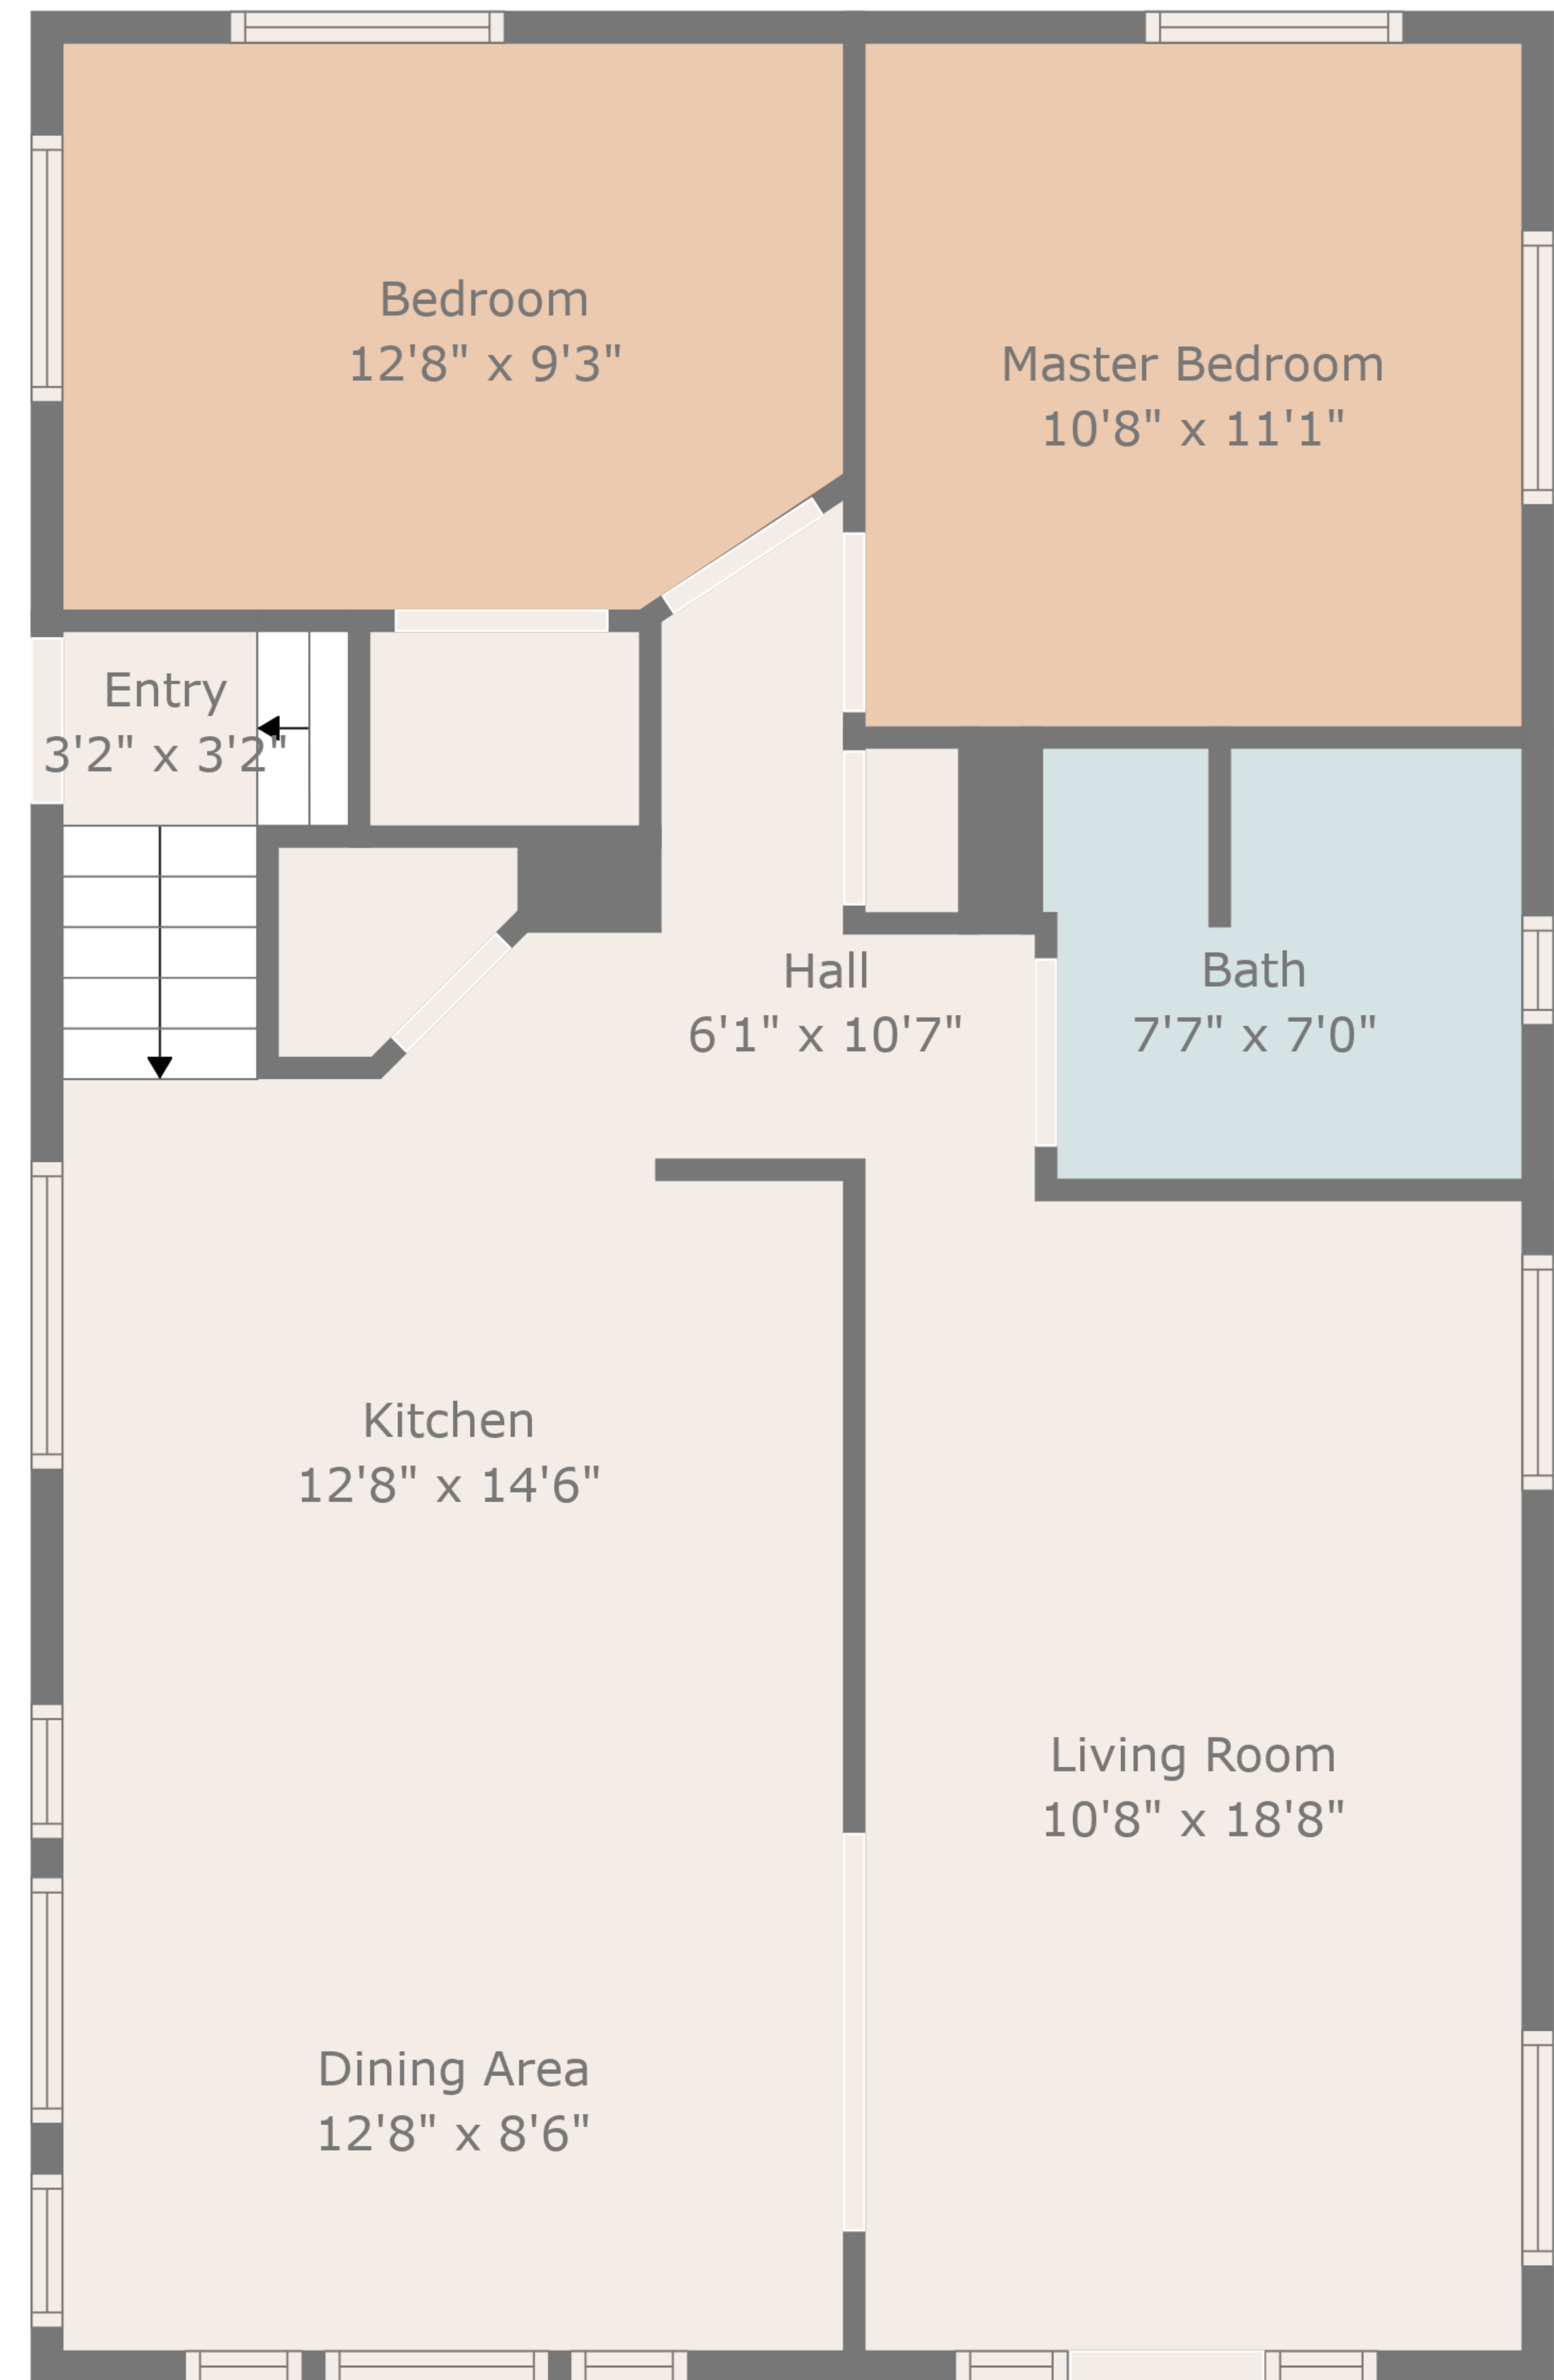 Bedroom
12'8" x 9'3"
Master Bedroom
10'8" x 11'1"
Entry
3'2" x 3'2"
Hall
6'1" x 10'7"
Bath
7'7" x 7'0"
Kitchen
12'8" x 14'6"
Living Room
10'8" x 18'8"
Dining Area
12'8" x 8'6"